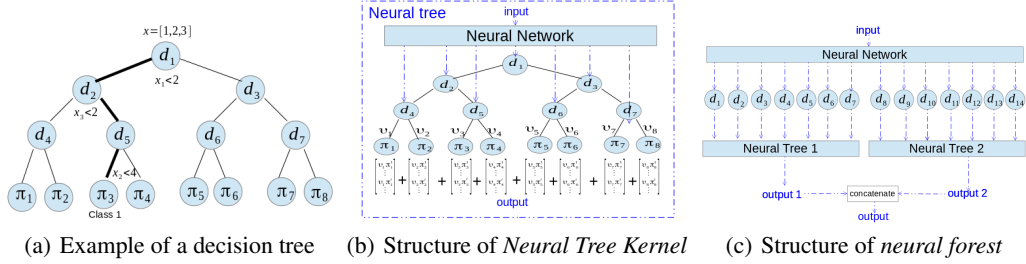 x=[1,2,3]
d1
x1<2
d2
x3<2
d3
d4
d5
d6
d7
x2<4
π1 π2 π3 π4 π5 π6 π7 π8
Class 1
(a) Example of a decision tree
Neural tree
input
Neural Network
d1
d2
d3
d4
d5
d6
d7
υ1 υ2 υ3 υ4 υ5 υ6 υ7 υ8
π1 π2 π3 π4 π5 π6 π7 π8
+ + + + + + +
output
(b) Structure of Neural Tree Kernel
input
Neural Network
d1 d2 d3 d4 d5 d6 d7 d8 d9 d10 d11 d12 d13 d14
Neural Tree 1
Neural Tree 2
output 1
concatenate
output 2
output
(c) Structure of neural forest